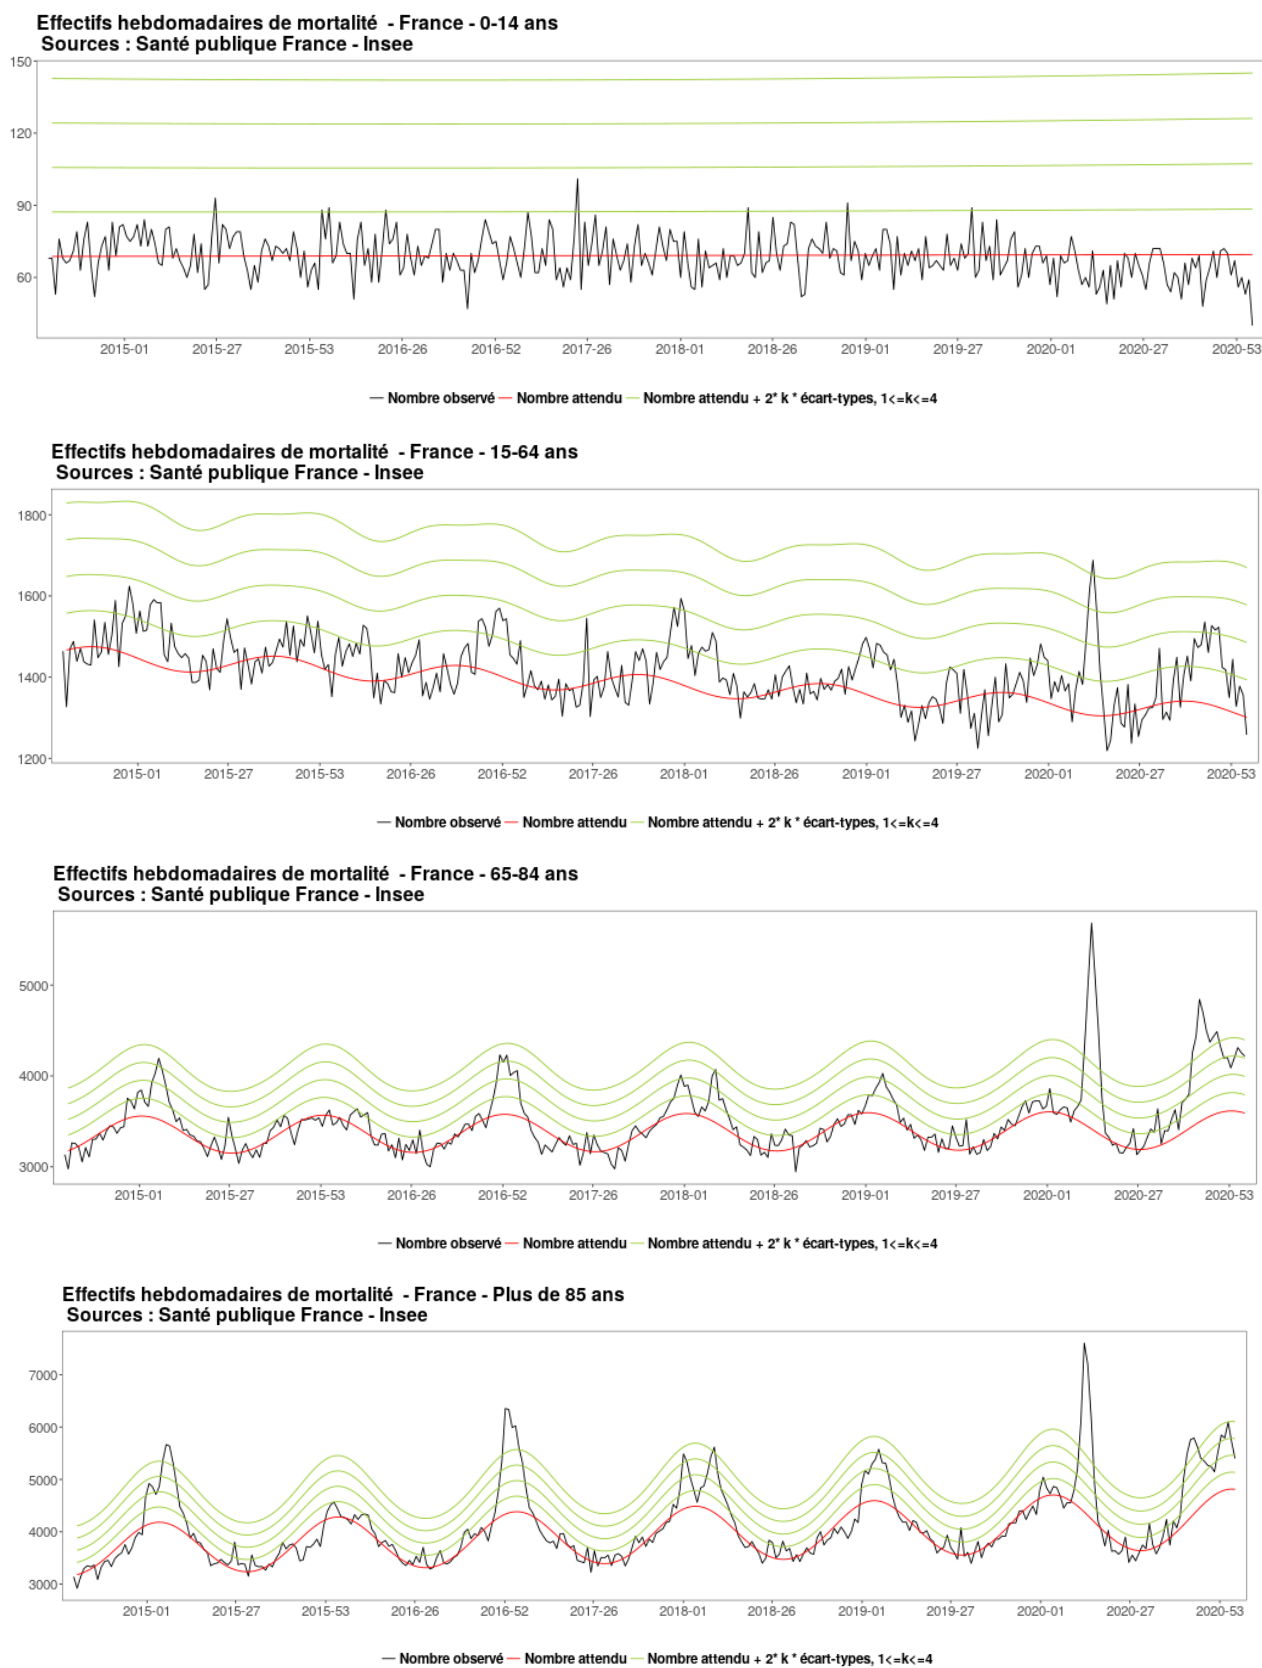 Effectifs hebdomadaires de mortalité - France - 0-14 ans
Sources : Santé publique France - Insee
150
120
90
60
2015-01 2015-27 2015-53 2016-26 2016-52 2017-26 2018-01 2018-26 2019-01 2019-27 2020-01 2020-27 2020-53
Nombre observé Nombre attendu Nombre attendu + 2* k * écart-types, 1<=k<=4
Effectifs hebdomadaires de mortalité - France - 15-64 ans
Sources : Santé publique France - Insee
1800
1600
1400
1200
2015-01 2015-27 2015-53 2016-26 2016-52 2017-26 2018-01 2018-26 2019-01 2019-27 2020-01 2020-27 2020-53
Nombre observé Nombre attendu Nombre attendu + 2* k * écart-types, 1<=k<=4
Effectifs hebdomadaires de mortalité - France - 65-84 ans
Sources : Santé publique France - Insee
5000
4000
3000
2015-01 2015-27 2015-53 2016-26 2016-52 2017-26 2018-01 2018-26 2019-01 2019-27 2020-01 2020-27 2020-53
Nombre observé Nombre attendu Nombre attendu + 2* k * écart-types, 1<=k<=4
Effectifs hebdomadaires de mortalité - France - Plus de 85 ans
Sources : Santé publique France - Insee
7000
6000
5000
4000
3000
2015-01 2015-27 2015-53 2016-26 2016-52 2017-26 2018-01 2018-26 2019-01 2019-27 2020-01 2020-27 2020-53
Nombre observé Nombre attendu Nombre attendu + 2* k * écart-types, 1<=k<=4